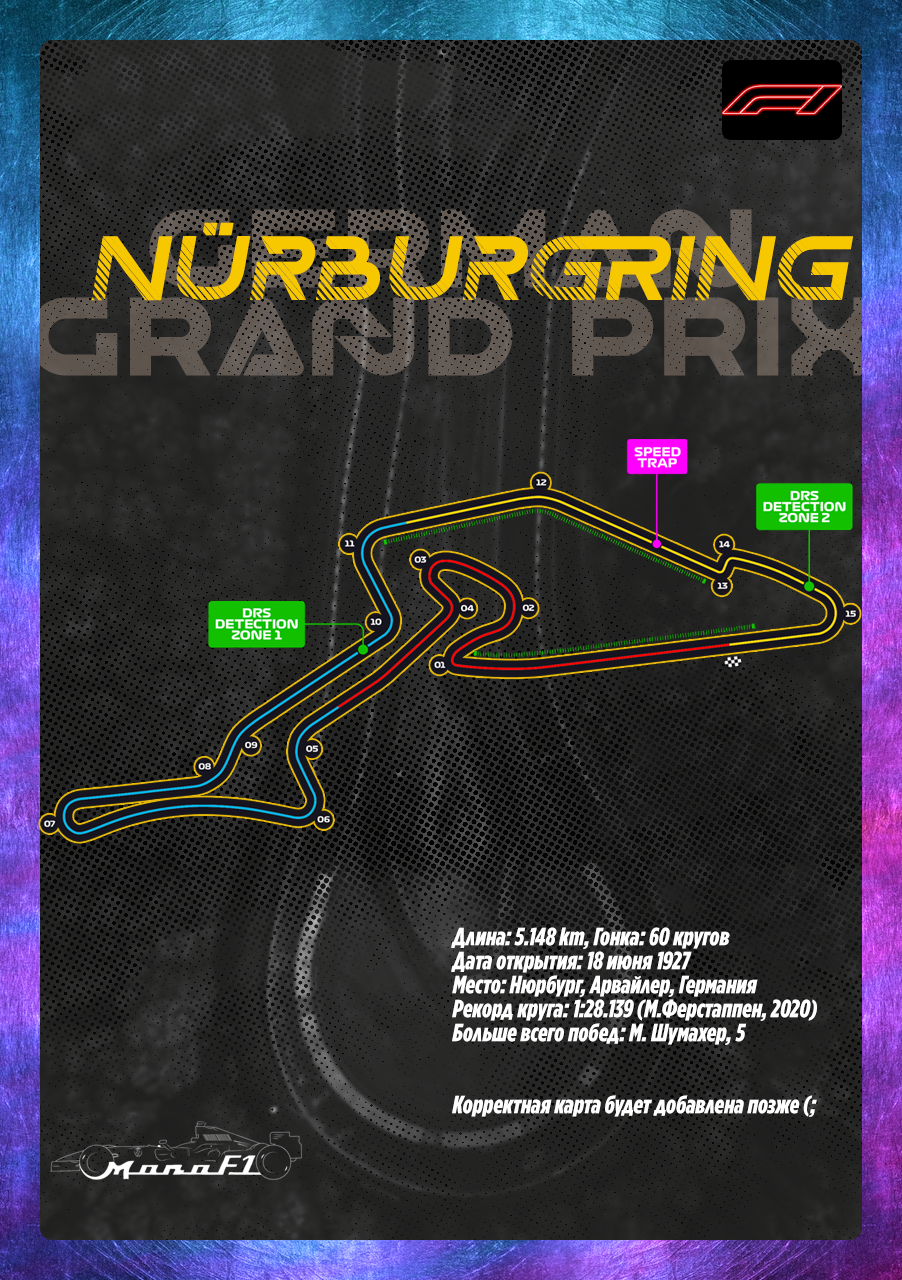 F1
GERMAN
NÜRBURGRING
GRAND PRIX
SPEED
TRAP
DRS
DETECTION
ZONE 2
12
14
11
03
13
02
04
15
10
DRS
DETECTION
ZONE 1
01
09
05
08
06
07
Длина: 5.148 km, Гонка: 60 кругов
Дата открытия: 18 июня 1927
Место: Нюрбург, Арвайлер, Германия
Рекорд круга: 1:28.139 (М.Ферстаппен, 2020)
Больше всего побед: М. Шумахер, 5
Корректная карта будет добавлена позже (;
ManaF1